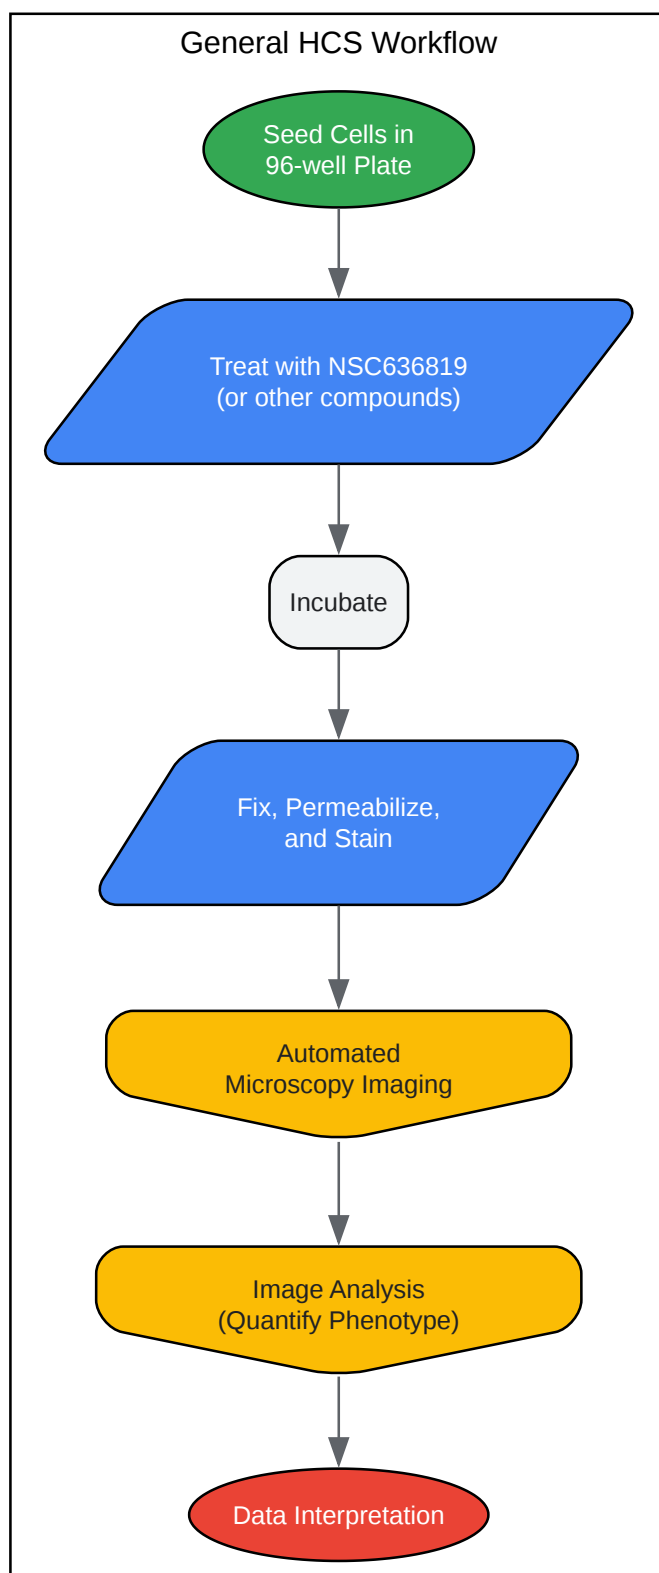 General HCS Workflow
Seed Cells in
96-well Plate
Treat with NSC636819
(or other compounds)
Incubate
Fix, Permeabilize,
and Stain
Automated
Microscopy Imaging
Image Analysis
(Quantify Phenotype)
Data Interpretation